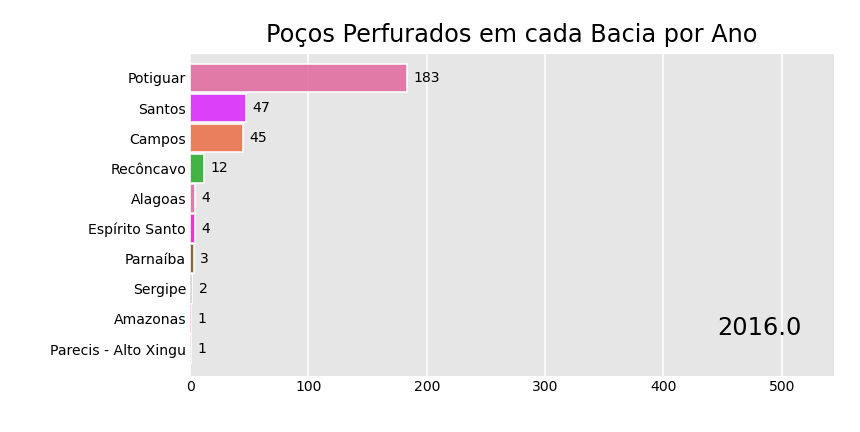 Poços Perfurados em cada Bacia por Ano
Potiguar 183
Santos 47
Campos 45
Recôncavo 12
Alagoas 4
Espírito Santo 4
Parnaíba 3
Sergipe 2
Amazonas 1
2016.0
Parecis - Alto Xingu 1
0 100 200 300 400 500